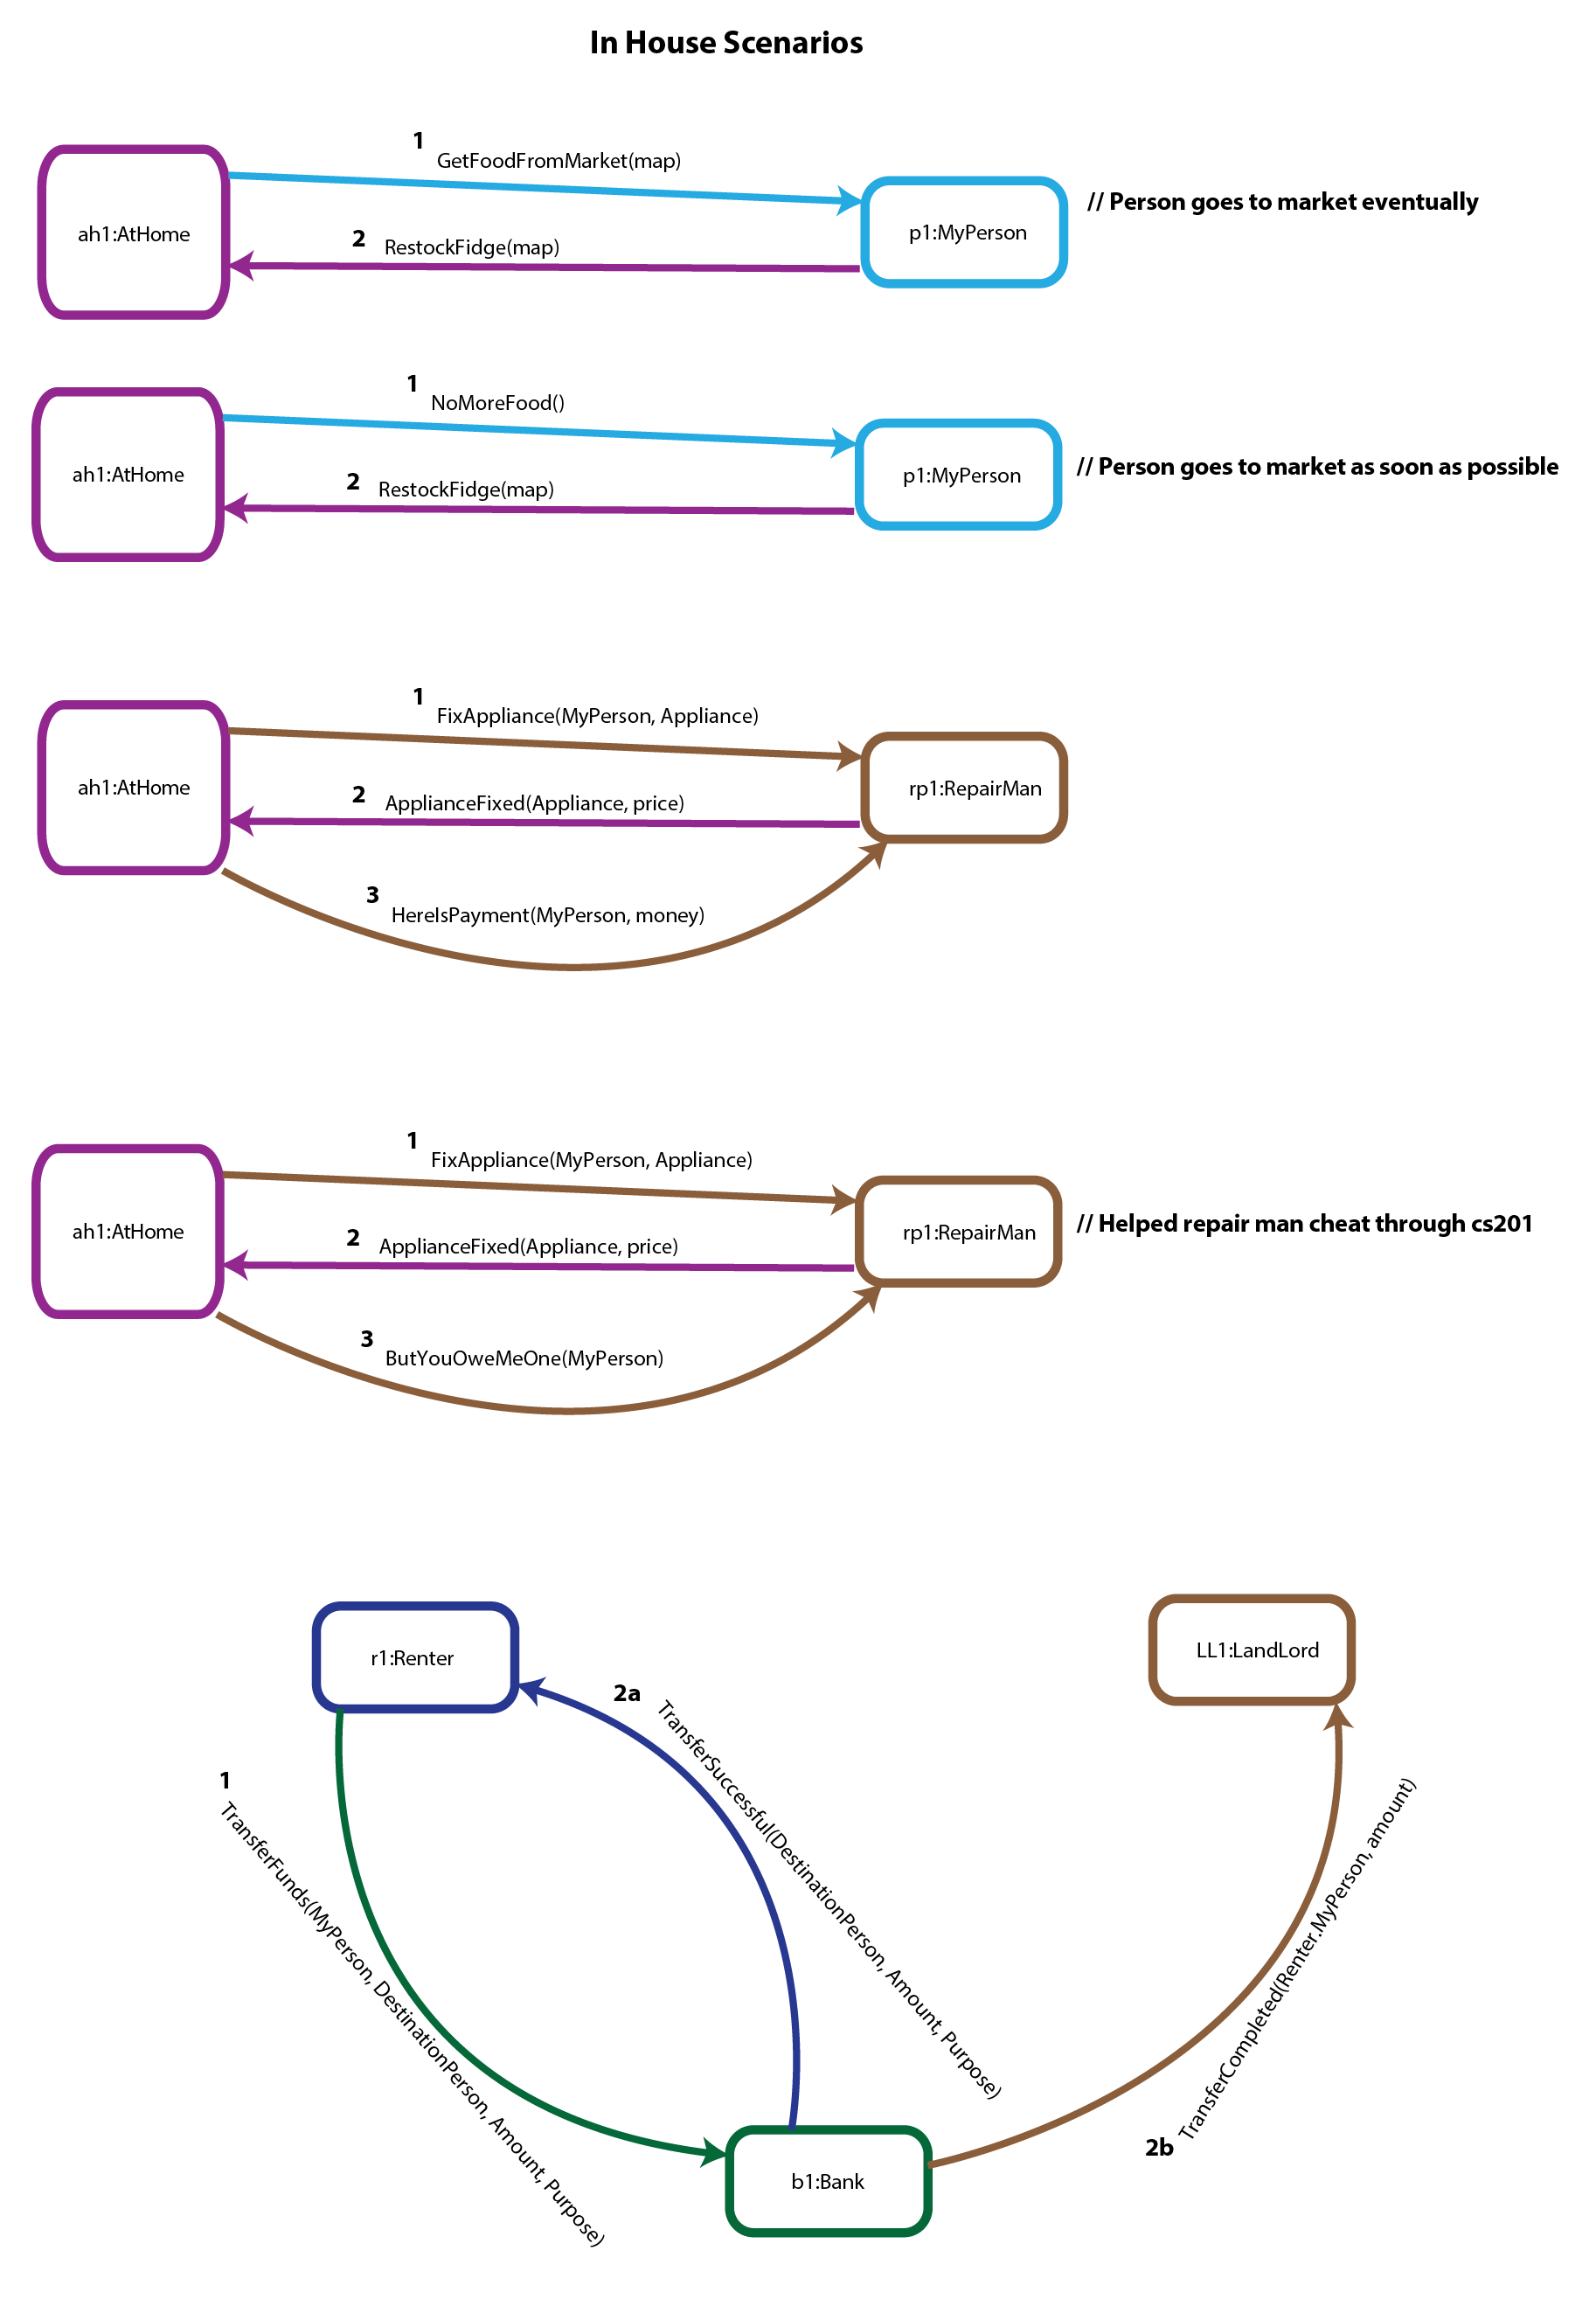 In House Scenarios
1
GetFoodFromMarket(map)
ah1:AtHome
p1:MyPerson
// Person goes to market eventually
2
RestockFidge(map)
1
NoMoreFood()
ah1:AtHome
p1:MyPerson
// Person goes to market as soon as possible
2
RestockFidge(map)
1
FixAppliance(MyPerson, Appliance)
ah1:AtHome
rp1:RepairMan
2
ApplianceFixed(Appliance, price)
3
HereIsPayment(MyPerson, money)
1
FixAppliance(MyPerson, Appliance)
ah1:AtHome
rp1:RepairMan
// Helped repair man cheat through cs201
2
ApplianceFixed(Appliance, price)
3
ButYouOweMeOne(MyPerson)
r1:Renter
LL1:LandLord
2a
TransferSuccessful(DestinationPerson, Amount, Purpose)
1
TransferFunds(MyPerson, DestinationPerson, Amount, Purpose)
2b
TransferCompleted(Renter.MyPerson, amount)
b1:Bank